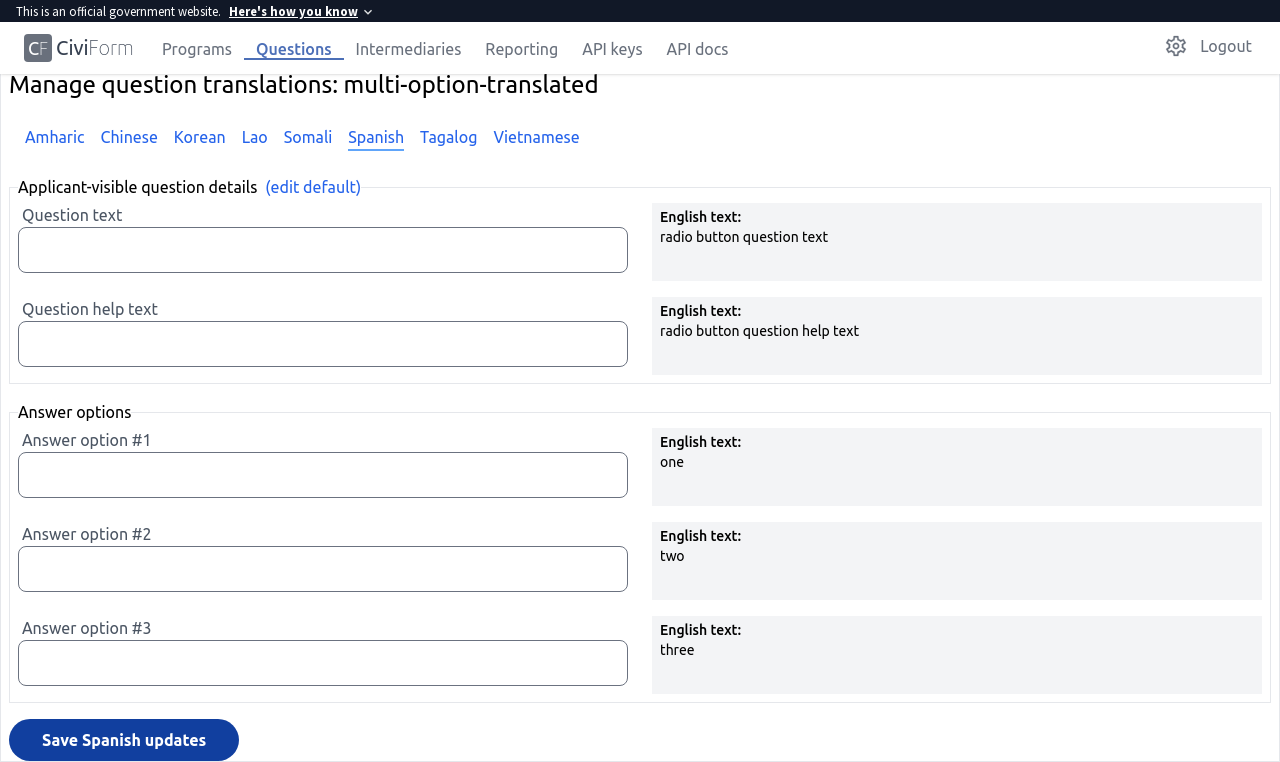 This is an official government website. Here's how you know
CF CiviForm Programs Questions Intermediaries Reporting API keys API docs Logout
Manage question translations: multi-option-translated
Amharic Chinese Korean Lao Somali Spanish Tagalog Vietnamese
Applicant-visible question details (edit default)
Question text
English text:
radio button question text
Question help text
English text:
radio button question help text
Answer options
Answer option #1
English text:
one
Answer option #2
English text:
two
Answer option #3
English text:
three
Save Spanish updates